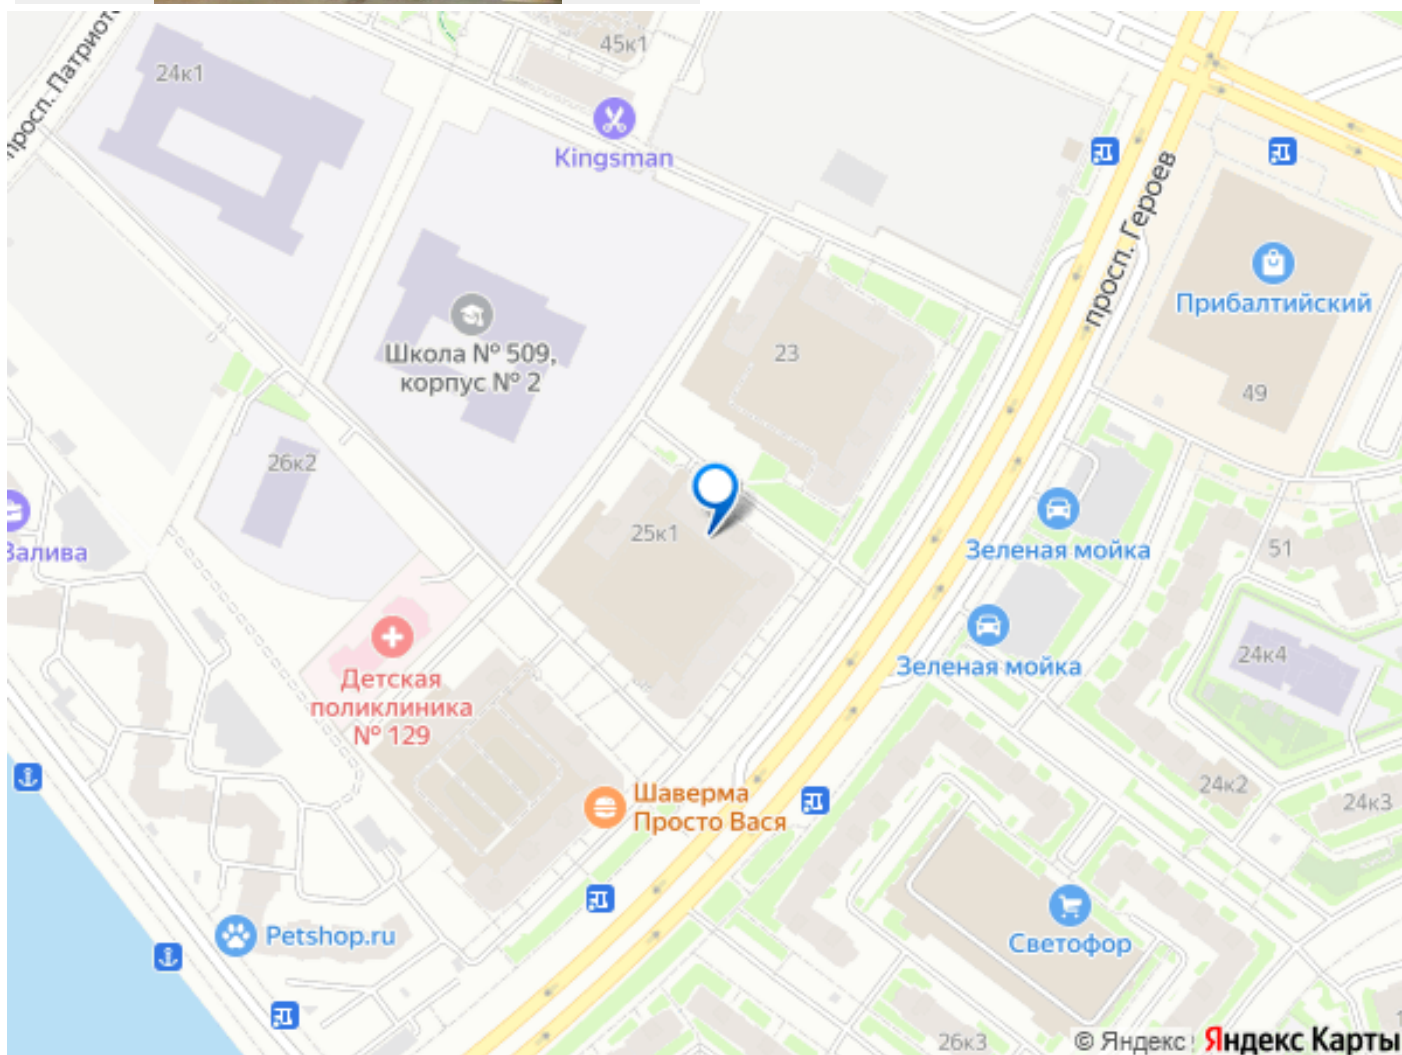 45к1
24к1
просп. Патриото
Kingsman
просп. Героев
Прибалтийский
Школа № 509,
корпус № 2
23
49
26к2
25к1
Залива
Зеленая мойка
51
Зеленая мойка
24к4
Детская
поликлиника
№ 129
Шаверма
Просто Вася
24к2
24к3
Petshop.ru
Светофор
26к3
© Яндекс Яндекс Карты